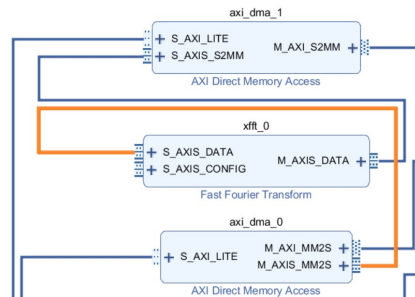 axi_dma_1
S_AXI_LITE
S_AXIS_S2MM
M_AXI_S2MM
AXI Direct Memory Access
xfft_0
S_AXIS_DATA
S_AXIS_CONFIG
M_AXIS_DATA
Fast Fourier Transform
axi_dma_0
S_AXI_LITE
M_AXI_MM2S
M_AXIS_MM2S
AXI Direct Memory Access